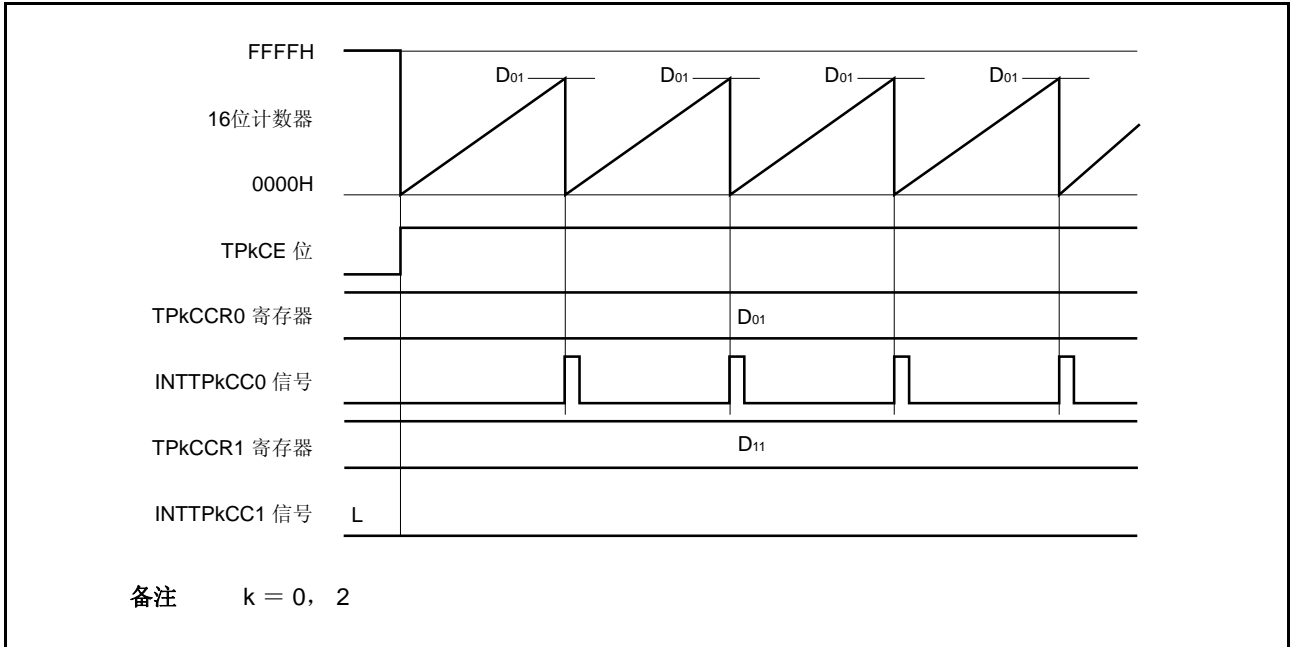 FFFFH
D01 D01 D01 D01
16位计数器
0000H
TPkCE 位
TPkCCR0 寄存器 D01
INTTPkCC0 信号
TPkCCR1 寄存器 D11
INTTPkCC1 信号 L
备注 k = 0， 2